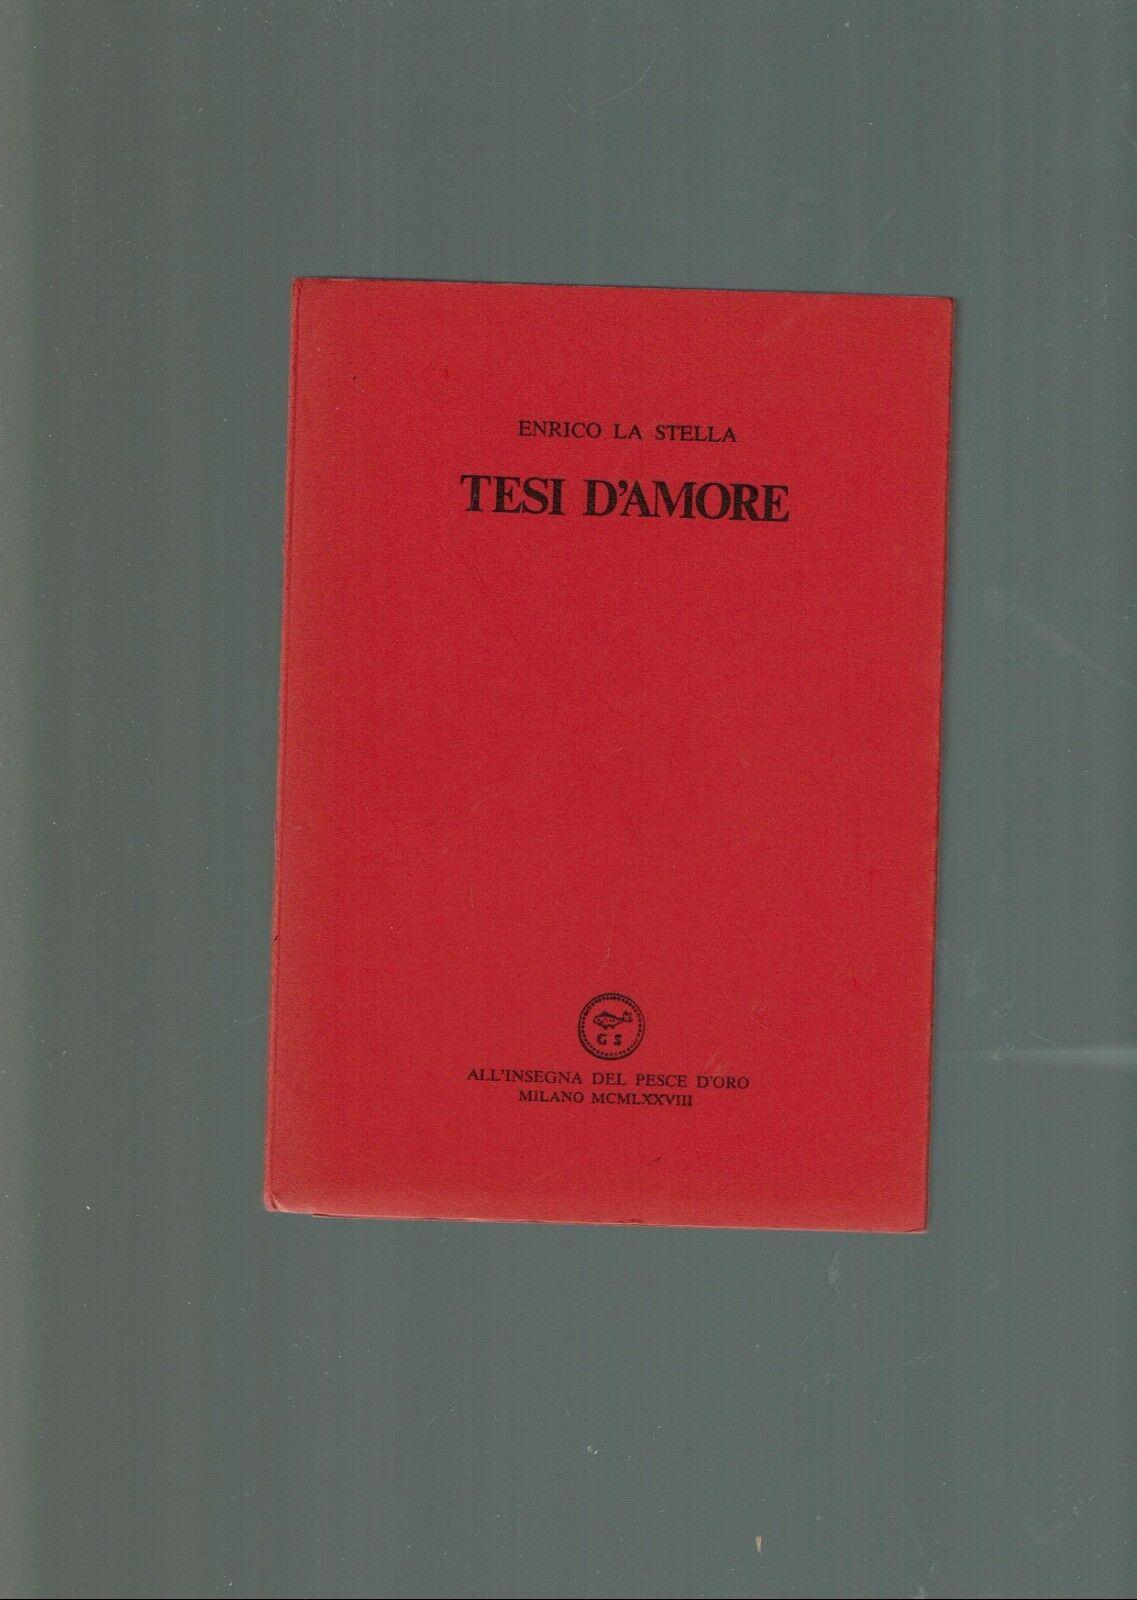 ENRICO LA STELLA
TESI D'AMORE
G S
ALL'INSEGNA DEL PESCE D'ORO
MILANO MCMLXXVIII